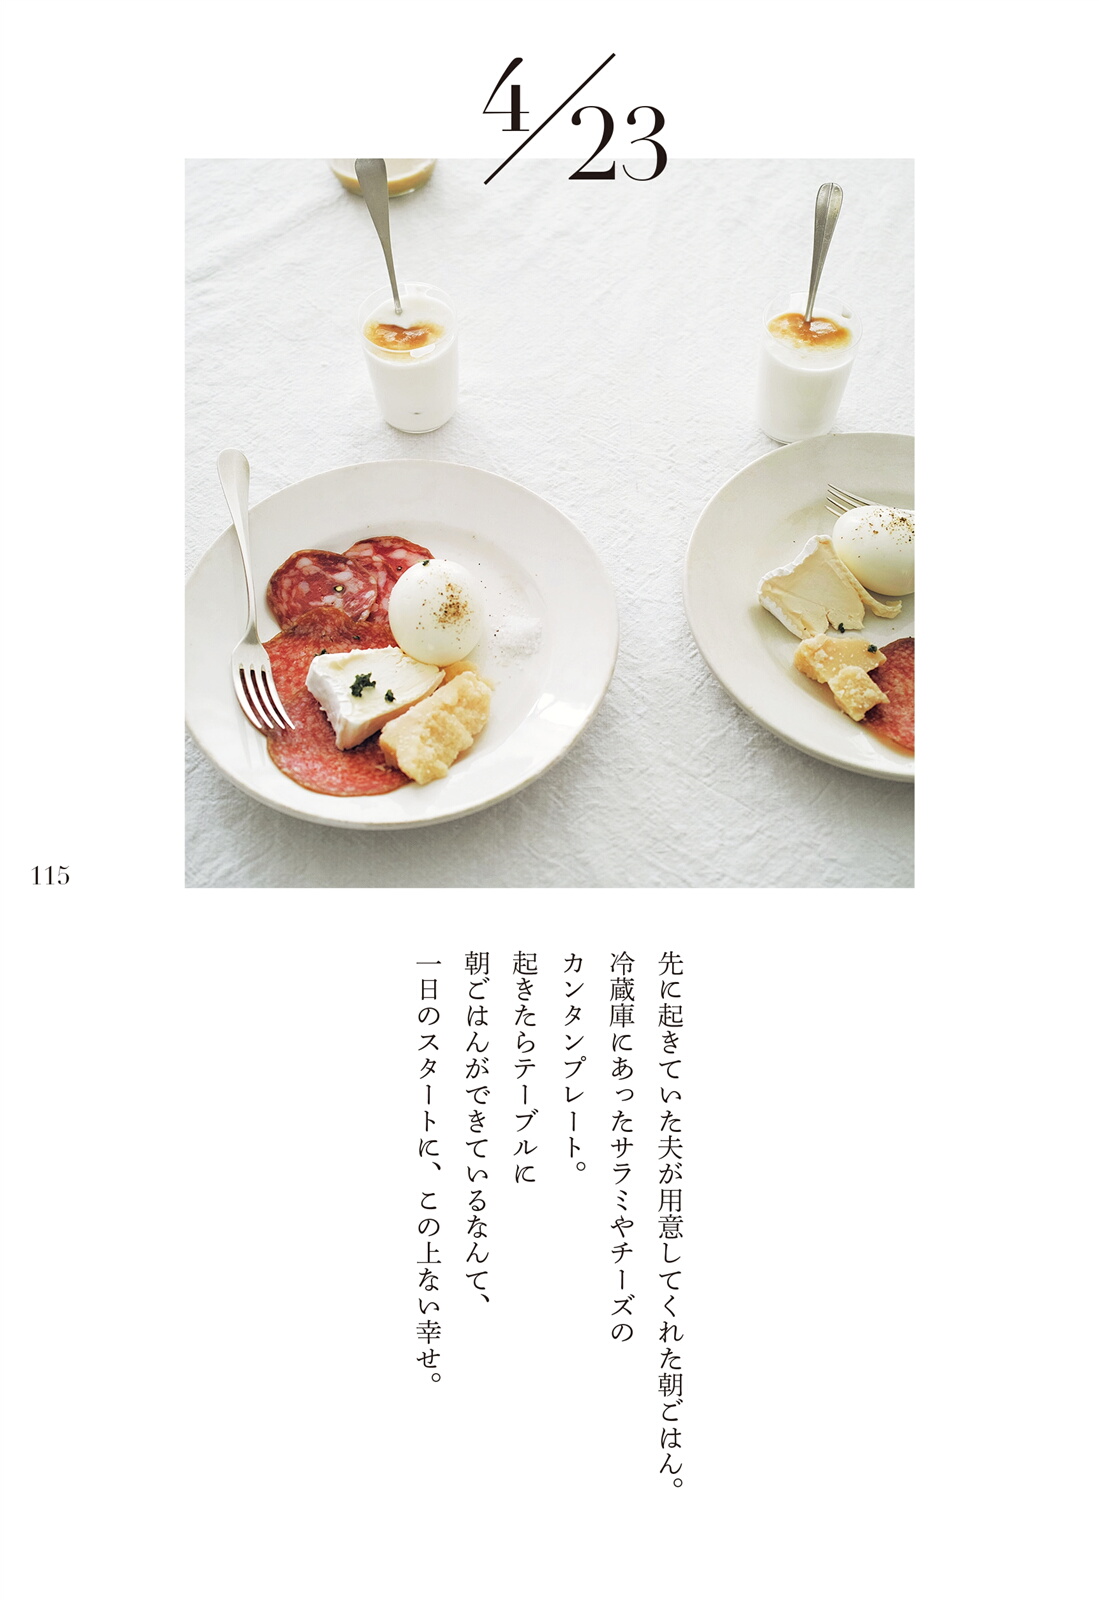 4/23
先に起きていた夫が用意してくれた朝ごはん。
冷蔵庫にあったサラミやチーズの
カンタンプレート。
起きたらテーブルに
朝ごはんができているなんて、
一日のスタートに、この上ない幸せ。
115